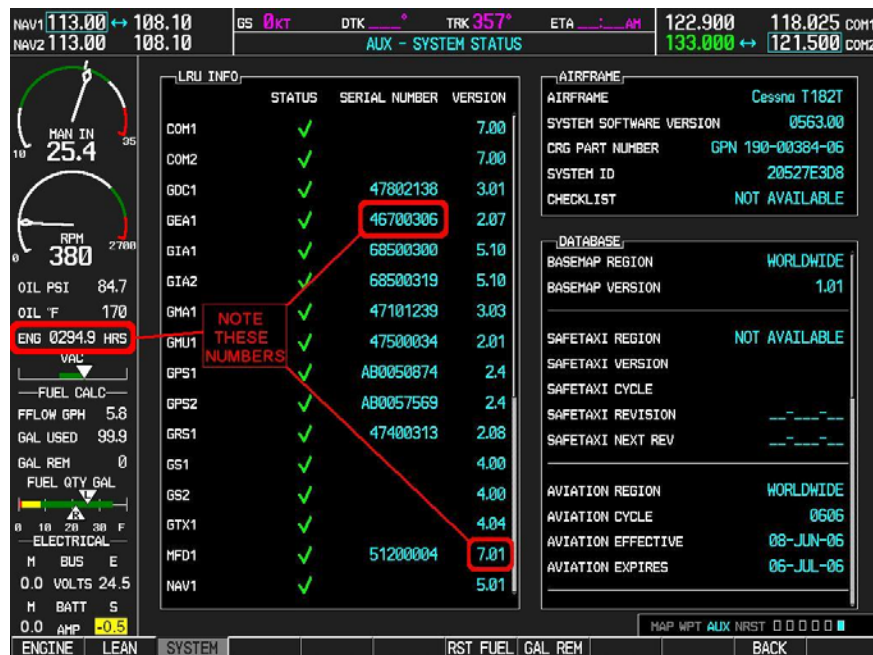 NAV1 113.00 ↔ 108.10 GS 0KT DTK ___° TRK 357° ETA __:__AM 122.900 118.025 COM1
NAV2 113.00 108.10 AUX - SYSTEM STATUS 133.000 ↔ 121.500 COM2
MAN IN
10 25.4 35
RPM
0 380 2700
OIL PSI 84.7
OIL °F 170
ENG 0294.9 HRS
VAC
FUEL CALC
FFLOW GPH 5.8
GAL USED 99.9
GAL REM 0
FUEL QTY GAL
L
R
0 10 20 30 F
ELECTRICAL
M BUS E
0.0 VOLTS 24.5
M BATT S
0.0 AMP -0.5
LRU INFO
STATUS SERIAL NUMBER VERSION
COM1 ✓ 7.00
COM2 ✓ 7.00
GDC1 ✓ 47802138 3.01
GEA1 ✓ 46700306 2.07
GIA1 ✓ 68500300 5.10
GIA2 ✓ 68500319 5.10
GMA1 ✓ 47101239 3.03
GMU1 ✓ 47500034 2.01
GPS1 ✓ AB0050874 2.4
GPS2 ✓ AB0057569 2.4
GRS1 ✓ 47400313 2.08
GS1 ✓ 4.00
GS2 ✓ 4.00
GTX1 ✓ 4.04
MFD1 ✓ 51200004 7.01
NAV1 ✓ 5.01
NOTE
THESE
NUMBERS
AIRFRAME
AIRFRAME Cessna T182T
SYSTEM SOFTWARE VERSION 0563.00
CRG PART NUMBER GPN 190-00384-06
SYSTEM ID 20527E3D8
CHECKLIST NOT AVAILABLE
DATABASE
BASEMAP REGION WORLDWIDE
BASEMAP VERSION 1.01
SAFETAXI REGION NOT AVAILABLE
SAFETAXI VERSION
SAFETAXI CYCLE
SAFETAXI REVISION __-___-__
SAFETAXI NEXT REV __-___-__
AVIATION REGION WORLDWIDE
AVIATION CYCLE 0606
AVIATION EFFECTIVE 08-JUN-06
AVIATION EXPIRES 06-JUL-06
MAP WPT AUX NRST
ENGINE LEAN SYSTEM RST FUEL GAL REM BACK